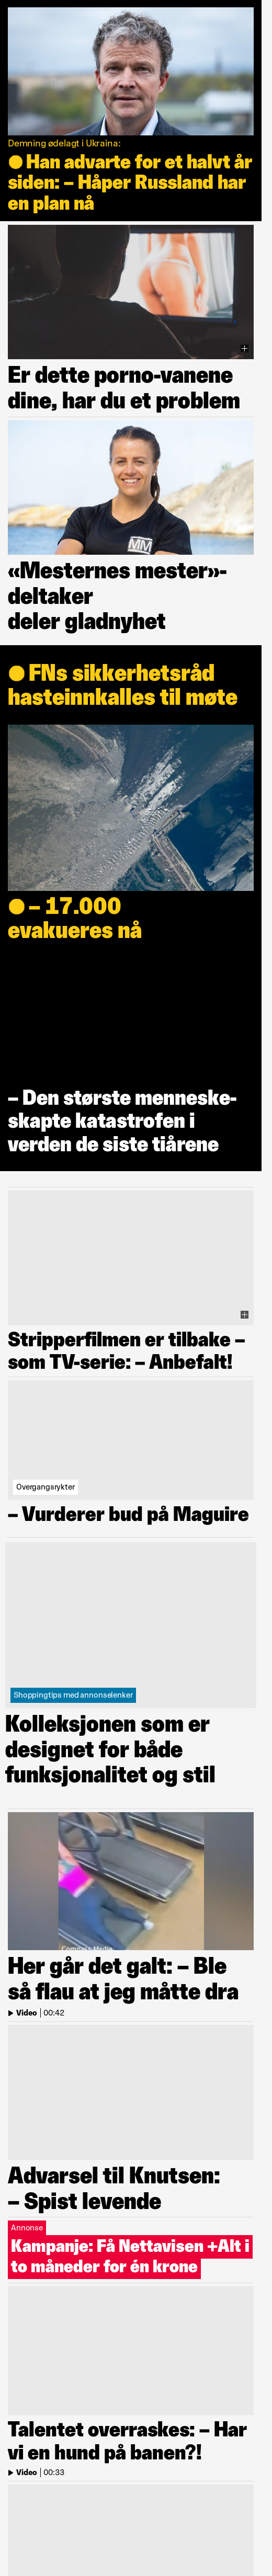 Demning ødelagt i Ukraina:
Han advarte for et halvt år
siden: – Håper Russland har
en plan nå
Er dette porno-vanene
dine, har du et problem
MM
«Mesternes mester»-
deltaker
deler gladnyhet
FNs sikkerhetsråd
hasteinnkalles til møte
– 17.000
evakueres nå
– Den største menneske-
skapte katastrofen i
verden de siste tiårene
Stripperfilmen er tilbake –
som TV-serie: – Anbefalt!
Overgangsrykter
– Vurderer bud på Maguire
Shoppingtips med annonselenker
Kolleksjonen som er
designet for både
funksjonalitet og stil
Her går det galt: – Ble
så flau at jeg måtte dra
Video | 00:42
Advarsel til Knutsen:
– Spist levende
Annonse
Kampanje: Få Nettavisen +Alt i
to måneder for én krone
Talentet overraskes: – Har
vi en hund på banen?!
Video | 00:33